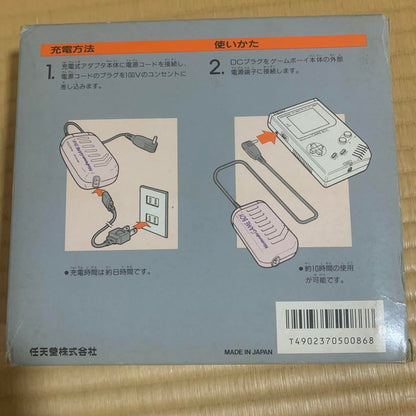 充電方法
1. 充電式アダプタ本体に電源コードを接続し、
電源コードのプラグを100Vのコンセントに
差し込みます。
●充電時間は約8時間です。
使いかた
2. DCプラグをゲームボーイ本体の外部
電源端子に接続します。
●約10時間の使用
が可能です。
任天堂株式会社
MADE IN JAPAN
T4902370500868